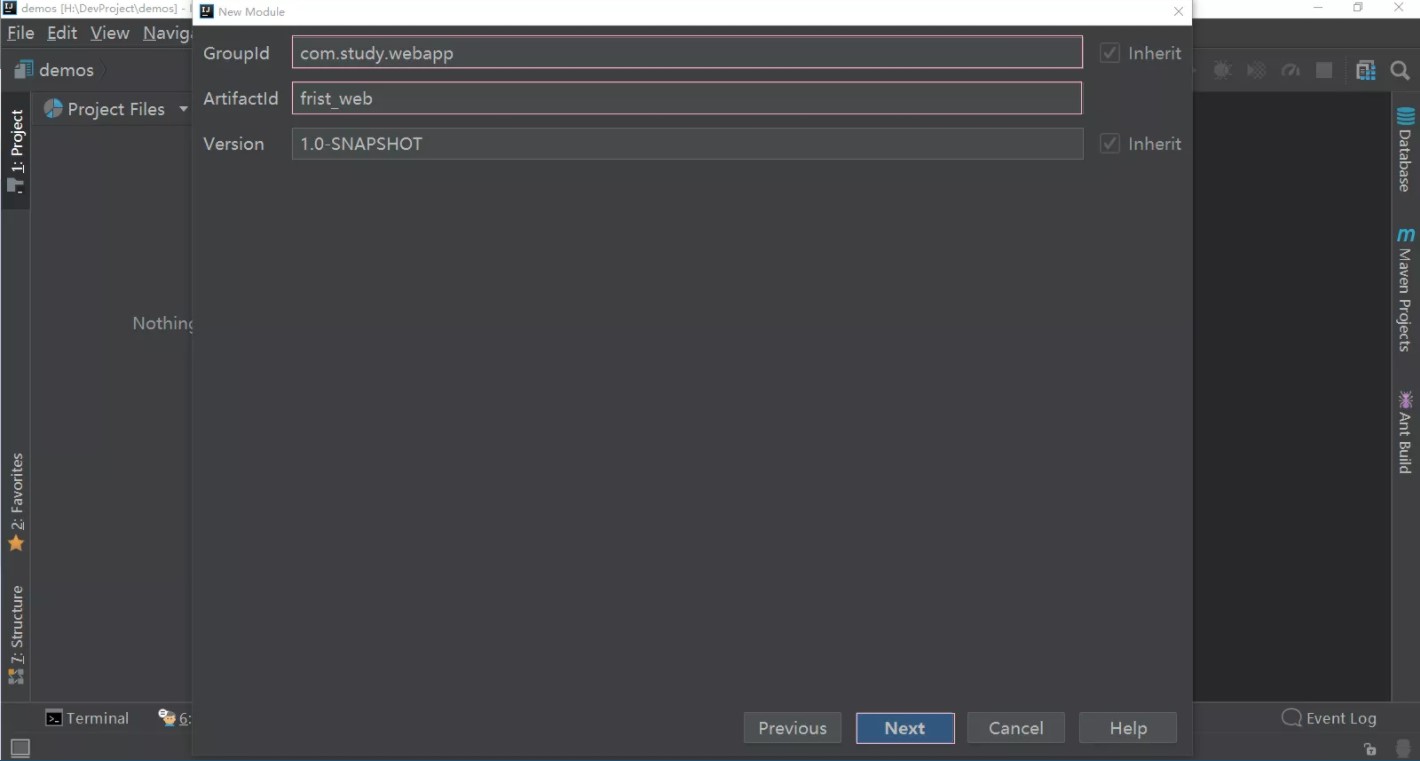 demos [H:\DevProject\demos] -
New Module
File Edit View
GroupId com.study.webapp Inherit
demos
ArtifactId frist_web
Project Files
Version 1.0-SNAPSHOT Inherit
1: Project
Database
Maven Projects
Nothing
Ant Build
2: Favorites
7: Structure
Terminal
6:
Previous Next Cancel Help
Event Log